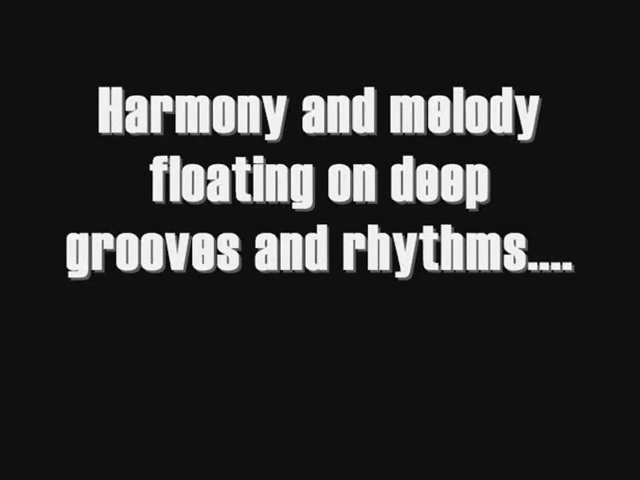 Harmony and melody
floating on deep
grooves and rhythms....